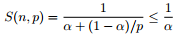 S(n, p) = 1 / (α + (1 − α)/p) ≤ 1/α